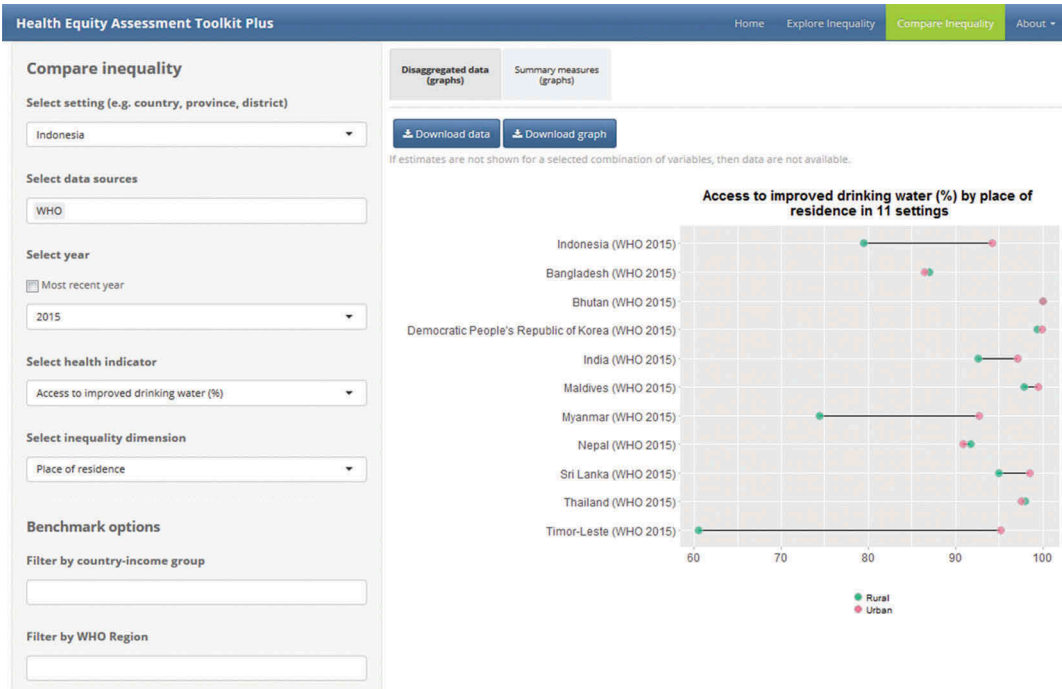 Health Equity Assessment Toolkit Plus
Home
Explore Inequality
Compare Inequality
About
Compare inequality
Select setting (e.g. country, province, district)
Indonesia
Select data sources
WHO
Select year
Most recent year
2015
Select health indicator
Access to improved drinking water (%)
Select inequality dimension
Place of residence
Benchmark options
Filter by country-income group
Filter by WHO Region
Disaggregated data
(graphs)
Summary measures
(graphs)
Download data
Download graph
If estimates are not shown for a selected combination of variables, then data are not available.
Access to improved drinking water (%) by place of
residence in 11 settings
Indonesia (WHO 2015)
Bangladesh (WHO 2015)
Bhutan (WHO 2015)
Democratic People's Republic of Korea (WHO 2015)
India (WHO 2015)
Maldives (WHO 2015)
Myanmar (WHO 2015)
Nepal (WHO 2015)
Sri Lanka (WHO 2015)
Thailand (WHO 2015)
Timor-Leste (WHO 2015)
60 70 80 90 100
Rural
Urban